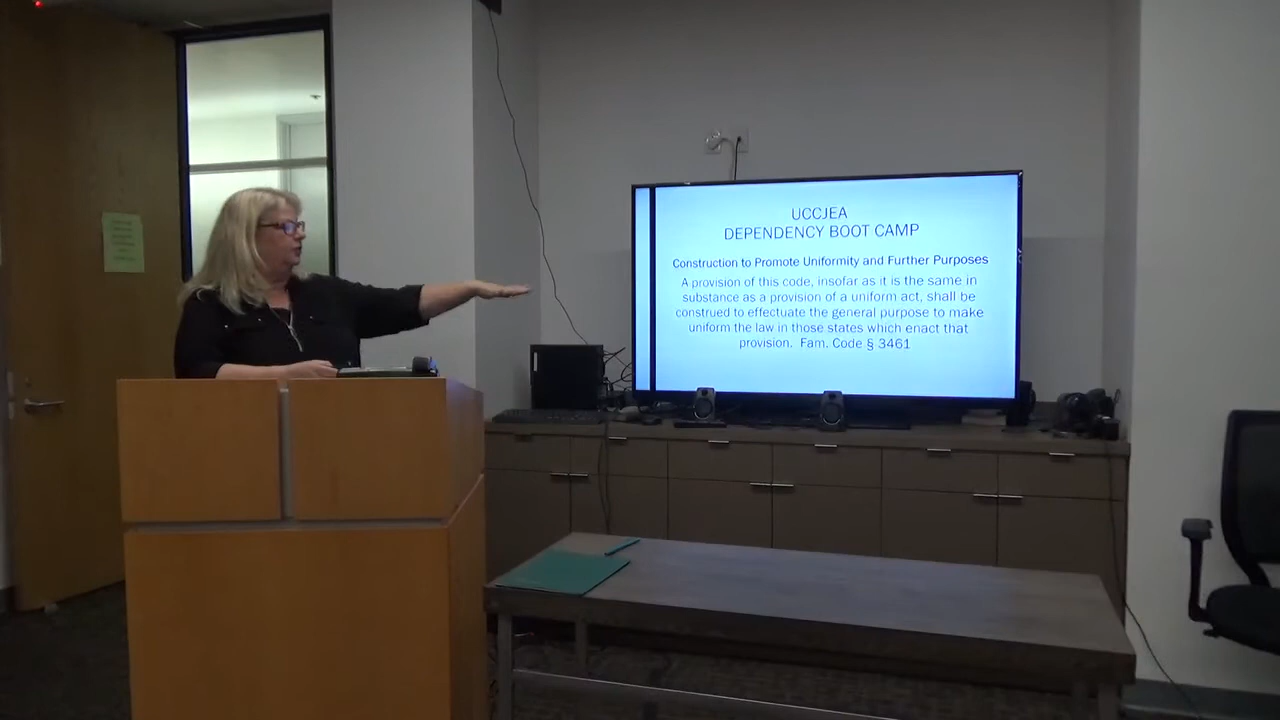 UCCJEA
DEPENDENCY BOOT CAMP
Construction to Promote Uniformity and Further Purposes
A provision of this code, insofar as it is the same in
substance as a provision of a uniform act, shall be
construed to effectuate the general purpose to make
uniform the law in those states which enact that
provision. Fam. Code § 3461